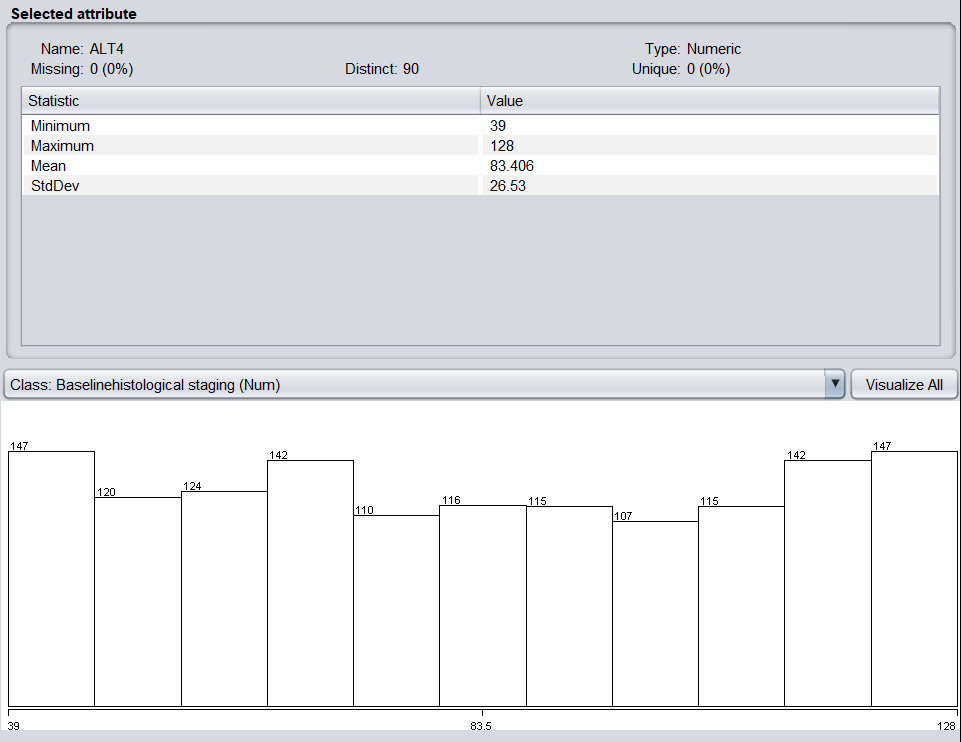 Selected attribute
Name: ALT4 Type: Numeric
Missing: 0 (0%) Distinct: 90 Unique: 0 (0%)
Statistic Value
Minimum 39
Maximum 128
Mean 83.406
StdDev 26.53
Class: Baselinehistological staging (Num) Visualize All
147 120 124 142 110 116 115 107 115 142 147
39 83.5 128